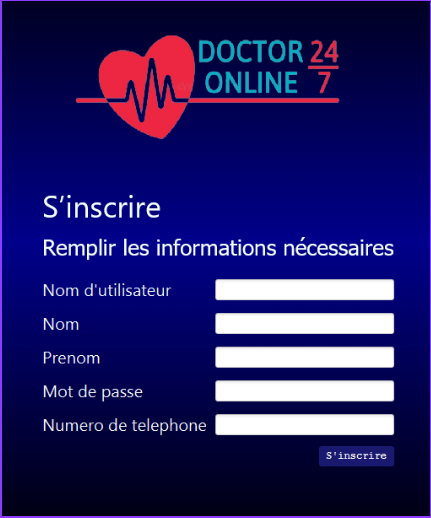 DOCTOR 24
ONLINE 7
S'inscrire
Remplir les informations nécessaires
Nom d'utilisateur
Nom
Prenom
Mot de passe
Numero de telephone
S'inscrire